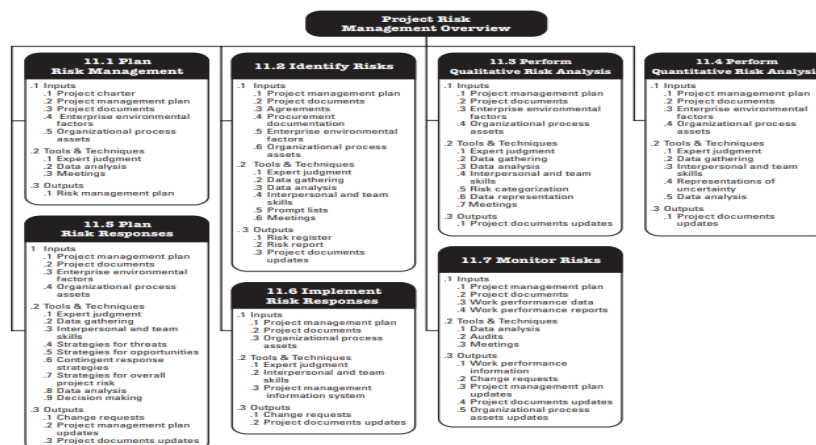 Project Risk
Management Overview
11.1 Plan
Risk Management
.1 Inputs
.1 Project charter
.2 Project management plan
.3 Project documents
.4 Enterprise environmental
factors
.5 Organizational process
assets
.2 Tools & Techniques
.1 Expert judgment
.2 Data analysis
.3 Meetings
.3 Outputs
.1 Risk management plan
11.2 Identify Risks
.1 Inputs
.1 Project management plan
.2 Project documents
.3 Agreements
.4 Procurement
documentation
.5 Enterprise environmental
factors
.6 Organizational process
assets
.2 Tools & Techniques
.1 Expert judgment
.2 Data gathering
.3 Data analysis
.4 Interpersonal and team
skills
.5 Prompt lists
.6 Meetings
.3 Outputs
.1 Risk register
.2 Risk report
.3 Project documents
updates
11.3 Perform
Qualitative Risk Analysis
.1 Inputs
.1 Project management plan
.2 Project documents
.3 Enterprise environmental
factors
.4 Organizational process
assets
.2 Tools & Techniques
.1 Expert judgment
.2 Data gathering
.3 Data analysis
.4 Interpersonal and team
skills
.5 Risk categorization
.6 Data representation
.7 Meetings
.3 Outputs
.1 Project documents
updates
11.4 Perform
Quantitative Risk Analysis
.1 Inputs
.1 Project management plan
.2 Project documents
.3 Enterprise environmental
factors
.4 Organizational process
assets
.2 Tools & Techniques
.1 Expert judgment
.2 Data gathering
.3 Interpersonal and team
skills
.4 Representations of
uncertainty
.5 Data analysis
.3 Outputs
.1 Project documents
updates
11.5 Plan
Risk Responses
1 Inputs
.1 Project management plan
.2 Project documents
.3 Enterprise environmental
factors
.4 Organizational process
assets
.2 Tools & Techniques
.1 Expert judgment
.2 Data gathering
.3 Interpersonal and team
skills
.4 Strategies for threats
.5 Strategies for opportunities
.6 Contingent response
strategies
.7 Strategies for overall
project risk
.8 Data analysis
.9 Decision making
.3 Outputs
.1 Change requests
.2 Project management plan
updates
.3 Project documents updates
11.6 Implement
Risk Responses
.1 Inputs
.1 Project management plan
.2 Project documents
.3 Organizational process
assets
.2 Tools & Techniques
.1 Expert judgment
.2 Interpersonal and team
skills
.3 Project management
information system
.3 Outputs
.1 Change requests
.2 Project documents updates
11.7 Monitor Risks
.1 Inputs
.1 Project management plan
.2 Project documents
.3 Work performance data
.4 Work performance reports
.2 Tools & Techniques
.1 Data analysis
.2 Audits
.3 Meetings
.3 Outputs
.1 Work performance
information
.2 Change requests
.3 Project management plan
updates
.4 Project documents updates
.5 Organizational process
assets updates